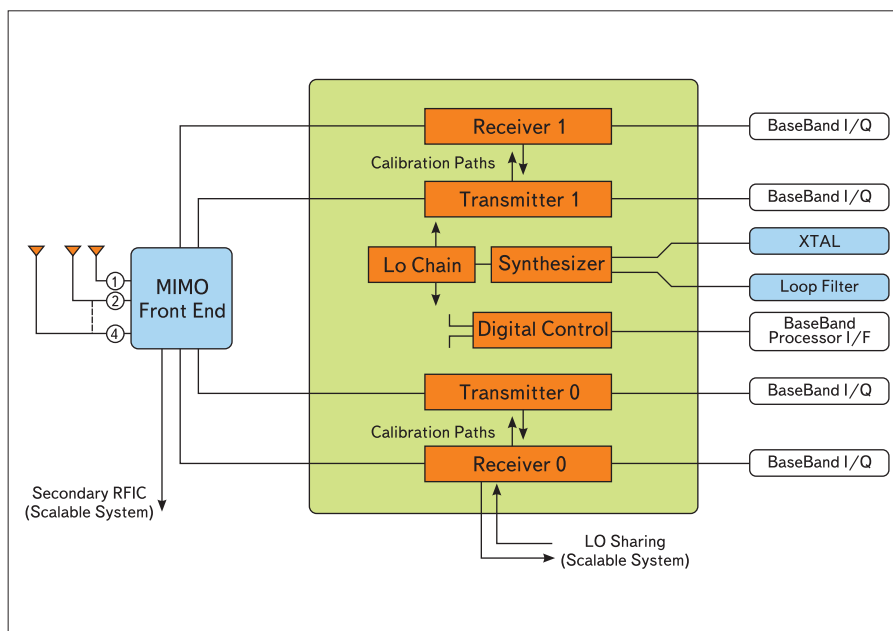 Receiver 1
BaseBand I/Q
Calibration Paths
Transmitter 1
BaseBand I/Q
XTAL
Lo Chain
Synthesizer
1
MIMO
Front End
2
Loop Filter
4
Digital Control
BaseBand
Processor I/F
Transmitter 0
BaseBand I/Q
Calibration Paths
Receiver 0
BaseBand I/Q
Secondary RFIC
(Scalable System)
LO Sharing
(Scalable System)